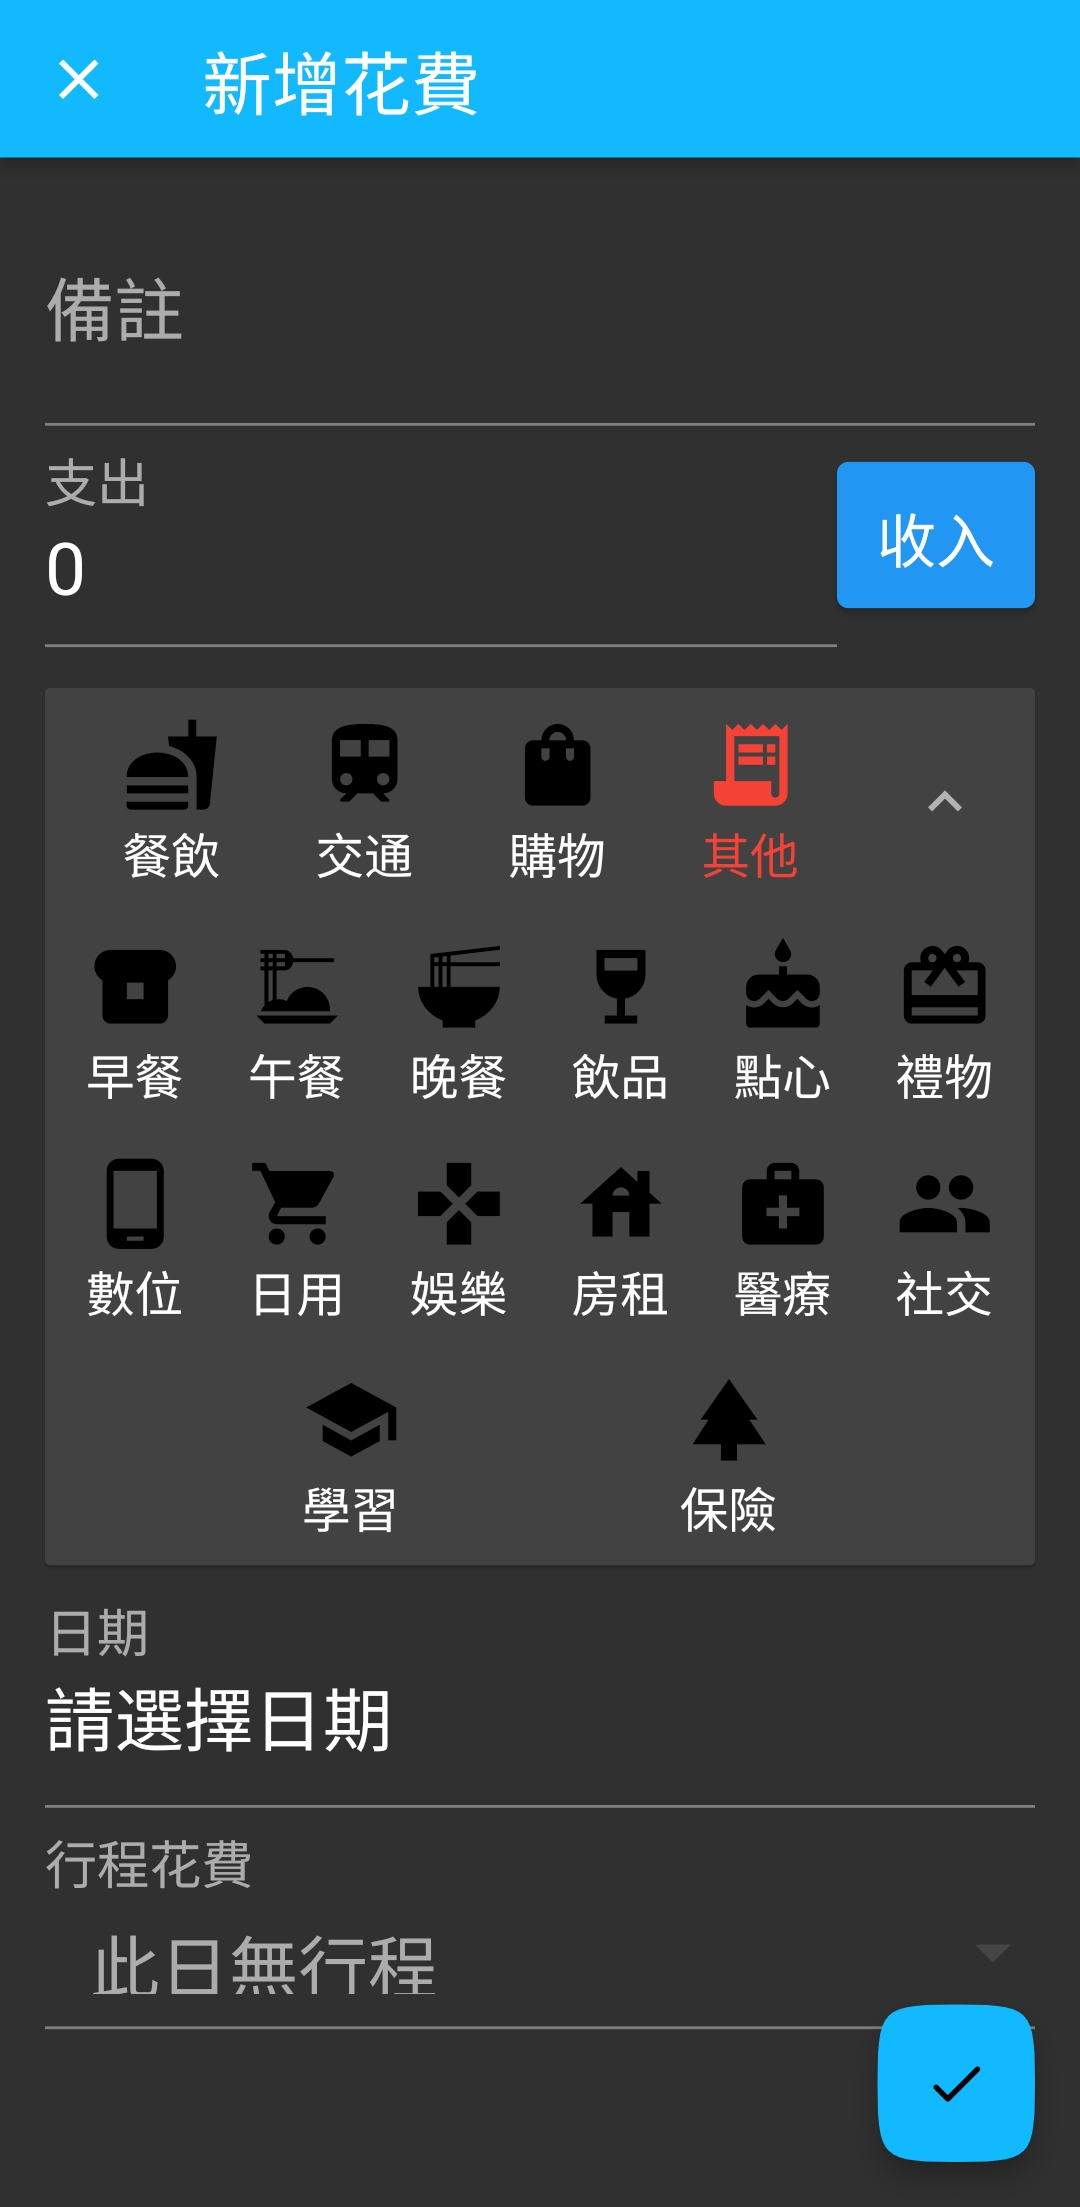 新增花費
備註
支出
0
收入
餐飲 交通 購物 其他
早餐 午餐 晚餐 飲品 點心 禮物
數位 日用 娛樂 房租 醫療 社交
學習 保險
日期
請選擇日期
行程花費
此日無行程